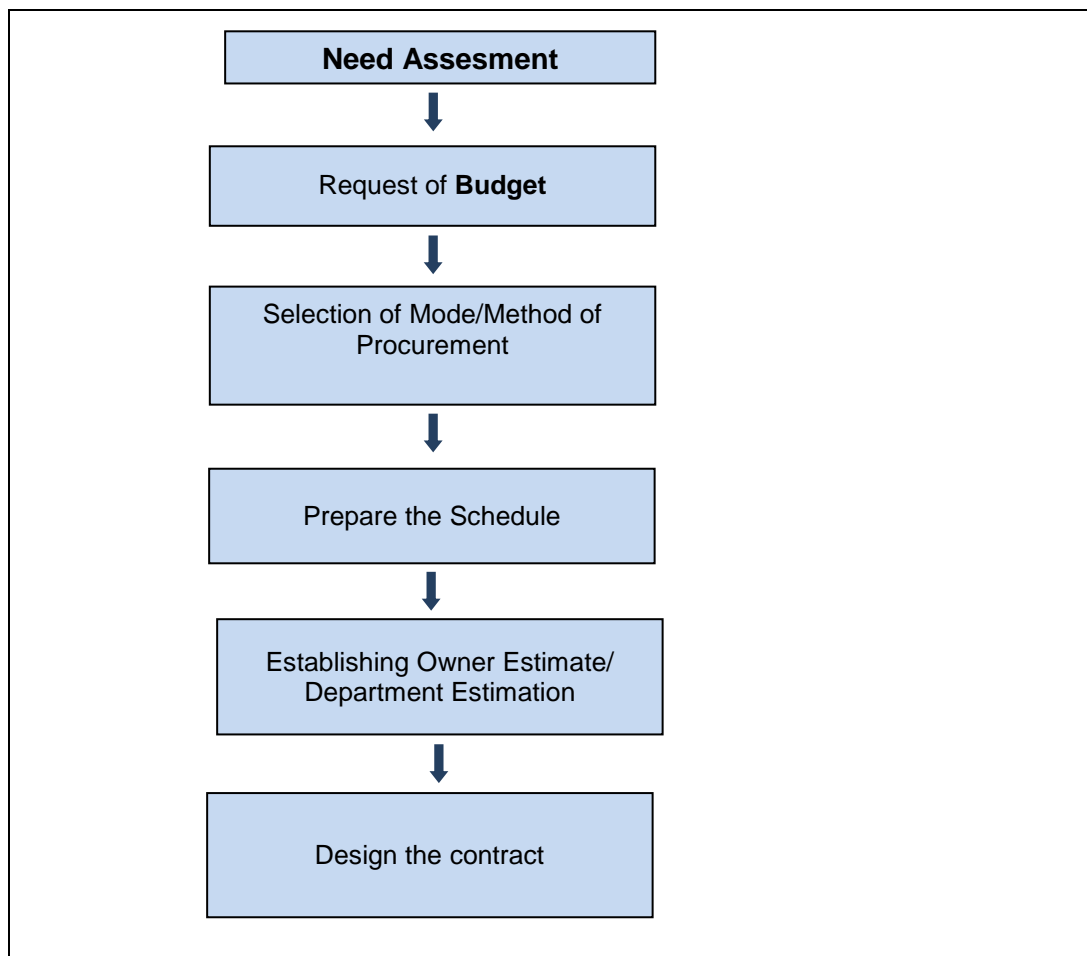 Need Assesment
Request of Budget
Selection of Mode/Method of
Procurement
Prepare the Schedule
Establishing Owner Estimate/
Department Estimation
Design the contract